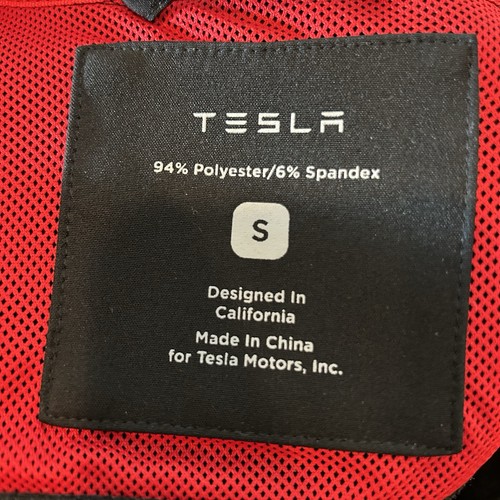 TESLA
94% Polyester/6% Spandex
S
Designed In
California
Made In China
for Tesla Motors, Inc.